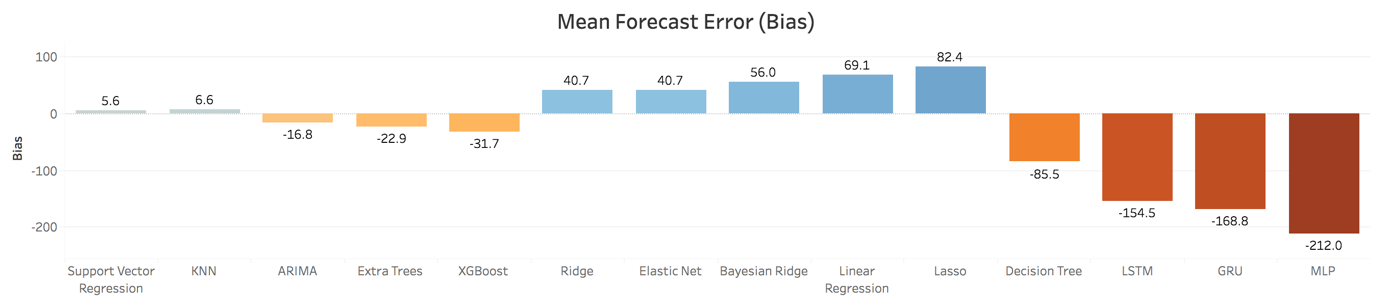 Mean Forecast Error (Bias)
100
0
-100
-200
Bias
5.6
6.6
-16.8
-22.9
-31.7
40.7
40.7
56.0
69.1
82.4
-85.5
-154.5
-168.8
-212.0
Support Vector
Regression
KNN
ARIMA
Extra Trees
XGBoost
Ridge
Elastic Net
Bayesian Ridge
Linear
Regression
Lasso
Decision Tree
LSTM
GRU
MLP